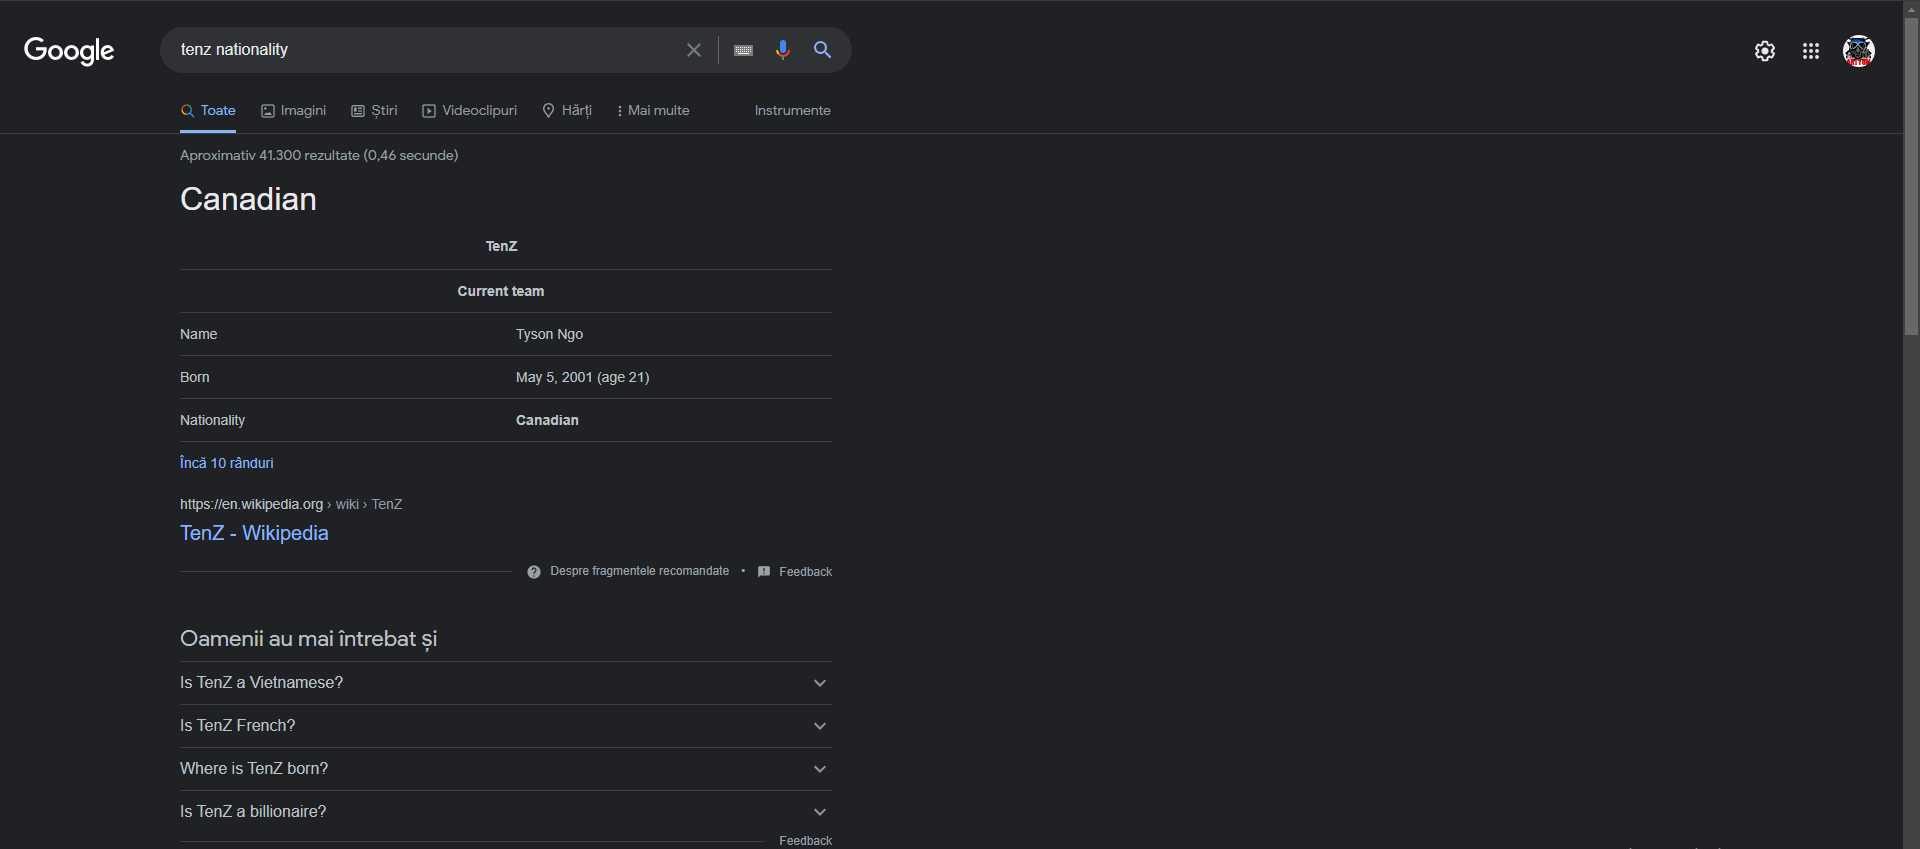 Google
tenz nationality
Toate Imagini Știri Videoclipuri Hărți Mai multe Instrumente
Aproximativ 41.300 rezultate (0,46 secunde)
Canadian
TenZ
Current team
Name Tyson Ngo
Born May 5, 2001 (age 21)
Nationality Canadian
Încă 10 rânduri
https://en.wikipedia.org › wiki › TenZ
TenZ - Wikipedia
Despre fragmentele recomandate • Feedback
Oamenii au mai întrebat și
Is TenZ a Vietnamese?
Is TenZ French?
Where is TenZ born?
Is TenZ a billionaire?
Feedback